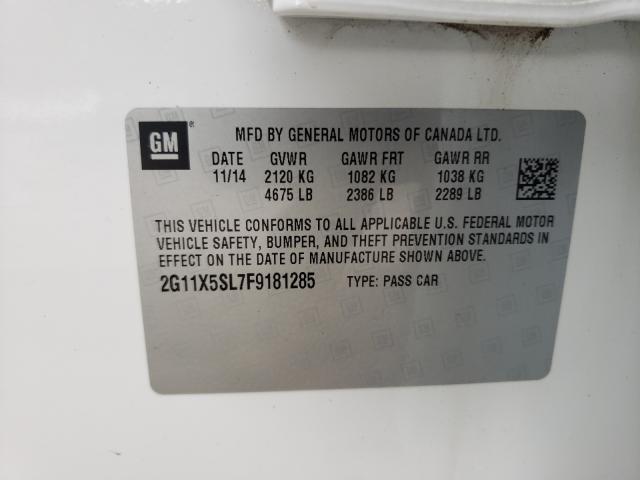 GM ®
MFD BY GENERAL MOTORS OF CANADA LTD.
DATE GVWR GAWR FRT GAWR RR
11/14 2120 KG 1082 KG 1038 KG
4675 LB 2386 LB 2289 LB
THIS VEHICLE CONFORMS TO ALL APPLICABLE U.S. FEDERAL MOTOR
VEHICLE SAFETY, BUMPER, AND THEFT PREVENTION STANDARDS IN
EFFECT ON THE DATE OF MANUFACTURE SHOWN ABOVE.
2G11X5SL7F9181285 TYPE: PASS CAR